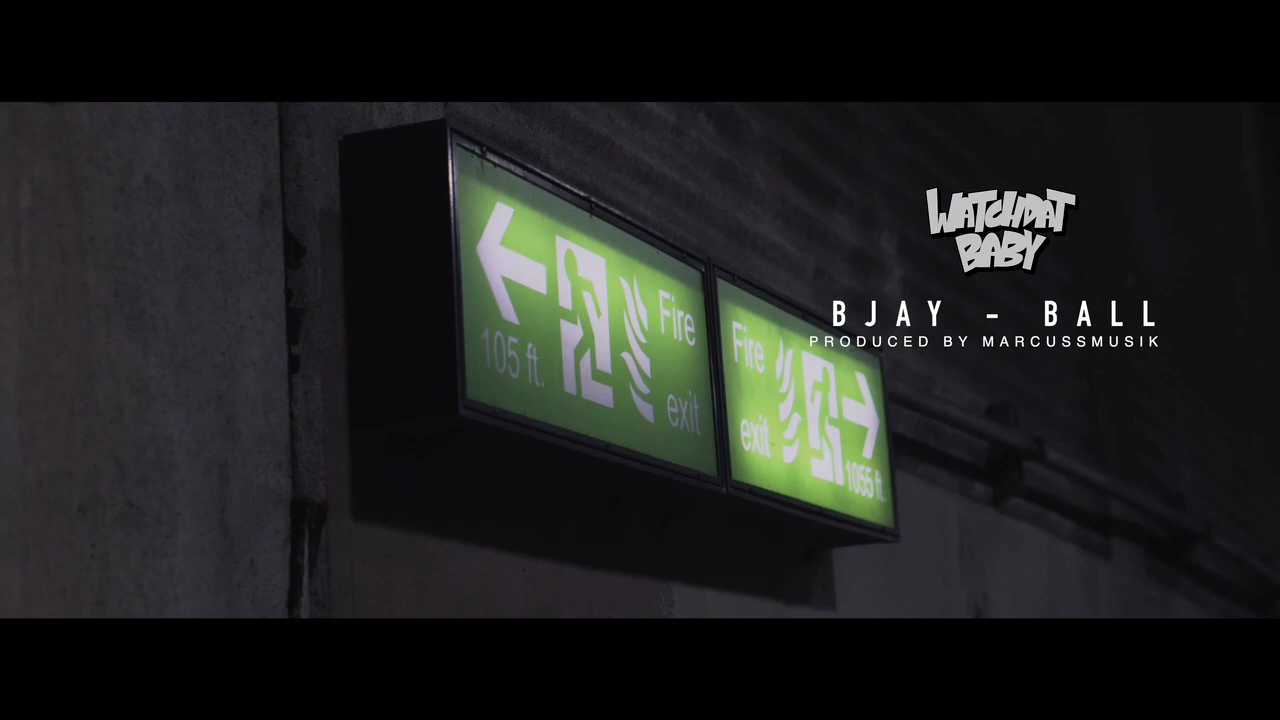 WATCHDAT
BABY
BJAY - BALL
PRODUCED BY MARCUSSMUSIK
Fire
105 ft.
exit
Fire
exit
1055 ft.